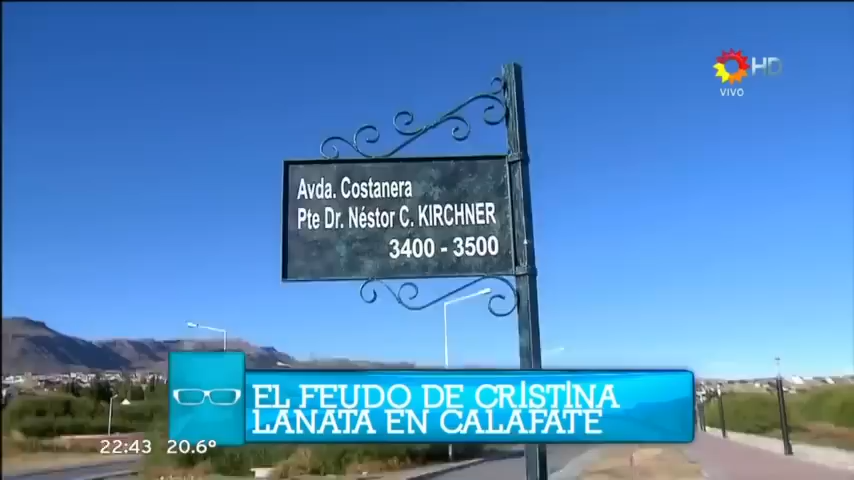 HD
VIVO
Avda. Costanera
Pte Dr. Néstor C. KIRCHNER
3400 - 3500
EL FEUDO DE CRISTINA
LANATA EN CALAFATE
22:43 20.6°